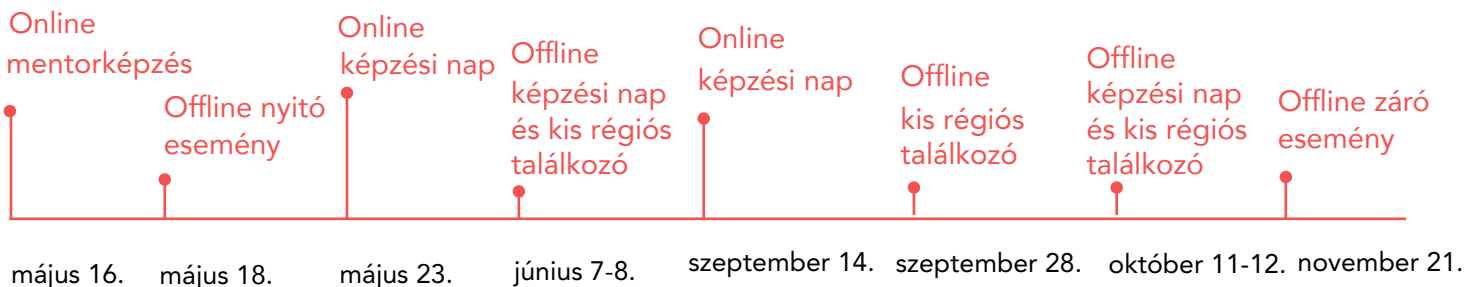 Online
mentorképzés
Offline nyitó
esemény
Online
képzési nap
Offline
képzési nap
és kis régiós
találkozó
Online
képzési nap
Offline
kis régiós
találkozó
Offline
képzési nap
és kis régiós
találkozó
Offline záró
esemény
május 16.
május 18.
május 23.
június 7-8.
szeptember 14.
szeptember 28.
október 11-12.
november 21.